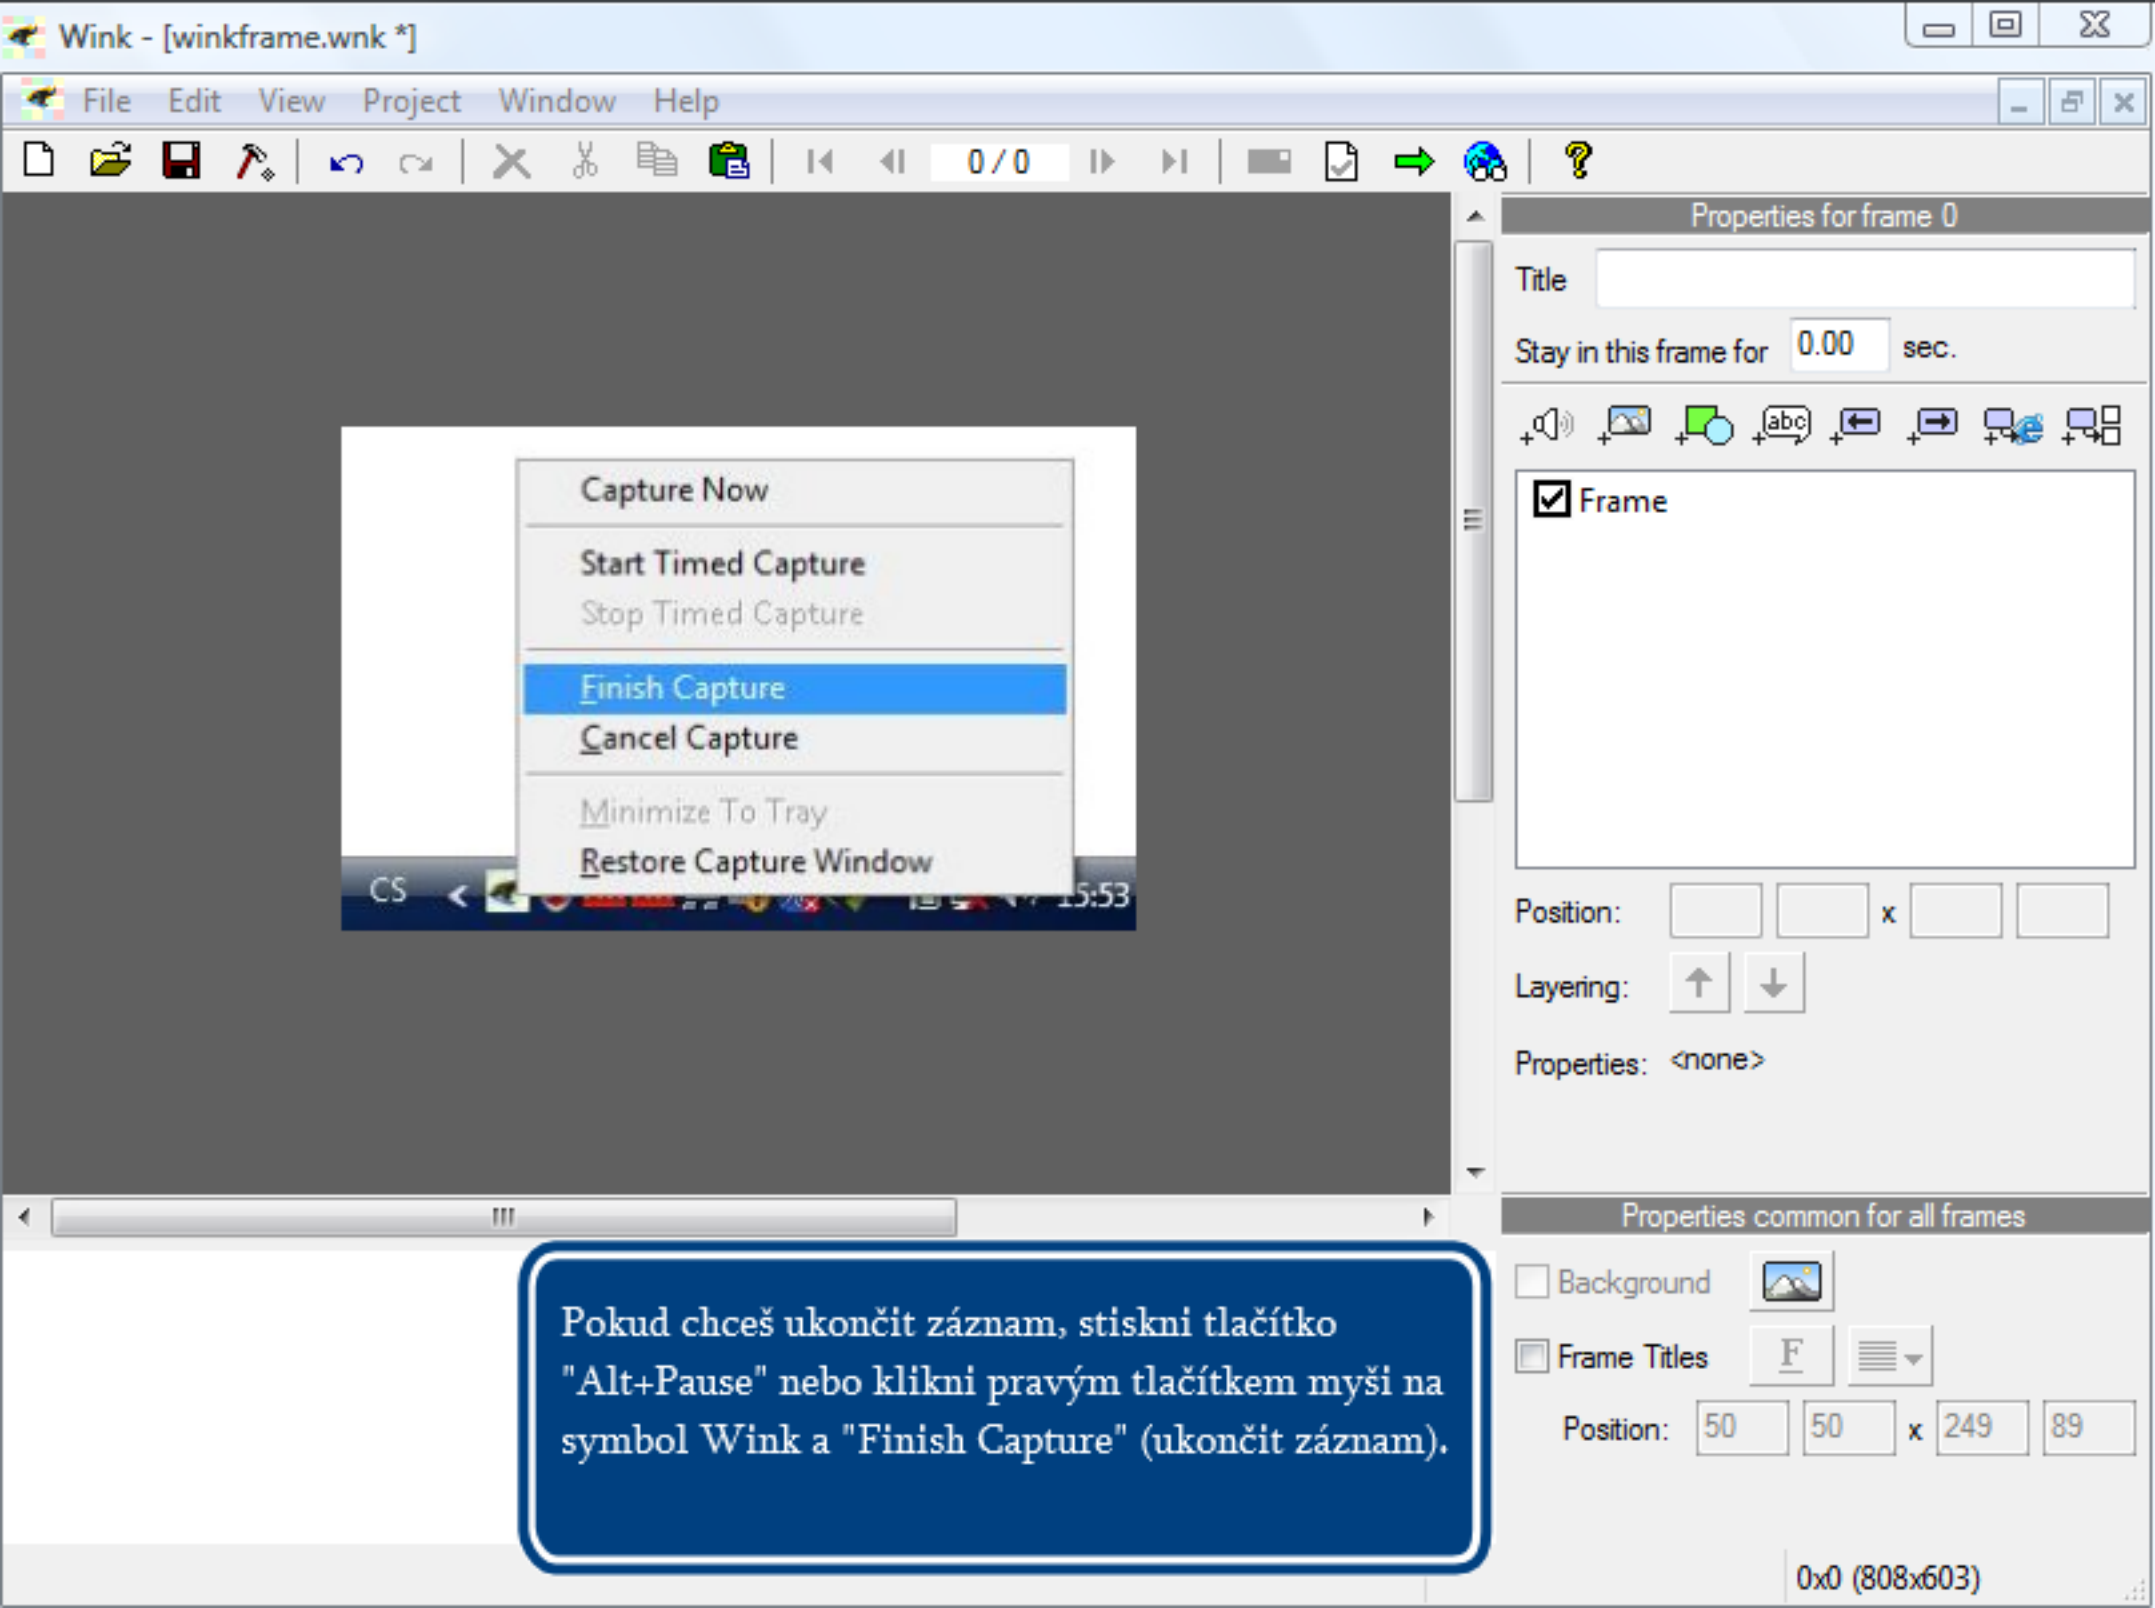 Wink - [winkframe.wnk *]
File Edit View Project Window Help
0 / 0
Properties for frame 0
Title
Stay in this frame for 0.00 sec.
abc
Frame
Capture Now
Start Timed Capture
Stop Timed Capture
Finish Capture
Cancel Capture
Minimize To Tray
Restore Capture Window
CS < 15:53
Position: x
Layering:
Properties: <none>
Properties common for all frames
Background
Frame Titles F
Position: 50 50 x 249 89
Pokud chceš ukončit záznam, stiskni tlačítko
"Alt+Pause" nebo klikni pravým tlačítkem myši na
symbol Wink a "Finish Capture" (ukončit záznam).
0x0 (808x603)